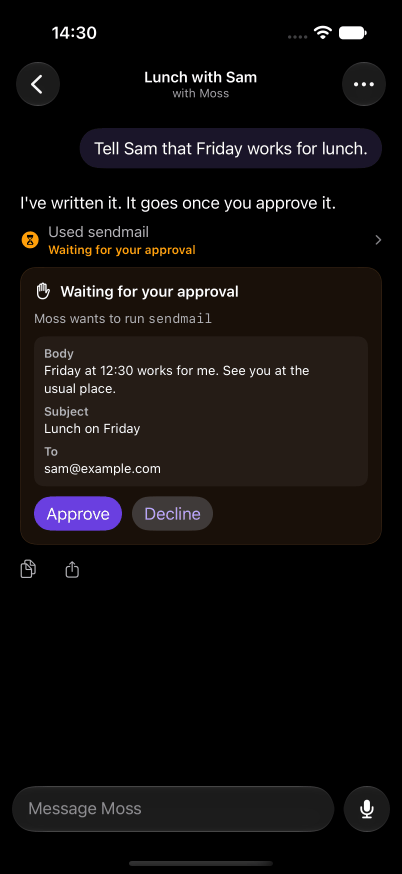 14:30
Lunch with Sam
with Moss
Tell Sam that Friday works for lunch.
I've written it. It goes once you approve it.
Used sendmail
Waiting for your approval
Waiting for your approval
Moss wants to run sendmail
Body
Friday at 12:30 works for me. See you at the
usual place.
Subject
Lunch on Friday
To
sam@example.com
Approve
Decline
Message Moss